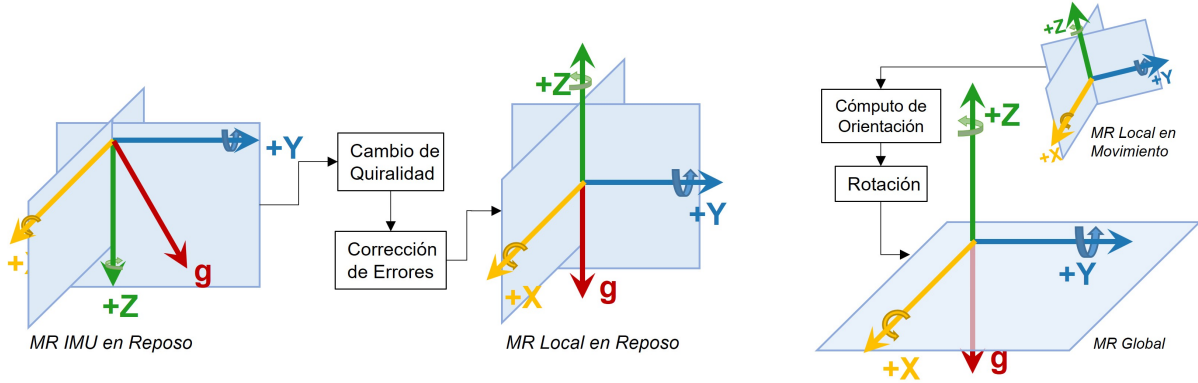 +Y
+X
+Z
g
MR IMU en Reposo
Cambio de
Quiralidad
Corrección
de Errores
+Z
+Y
+X
g
MR Local en Reposo
+Z
+Y
+X
MR Local en
Movimiento
Cómputo de
Orientación
Rotación
+Z
+Y
+X
g
MR Global